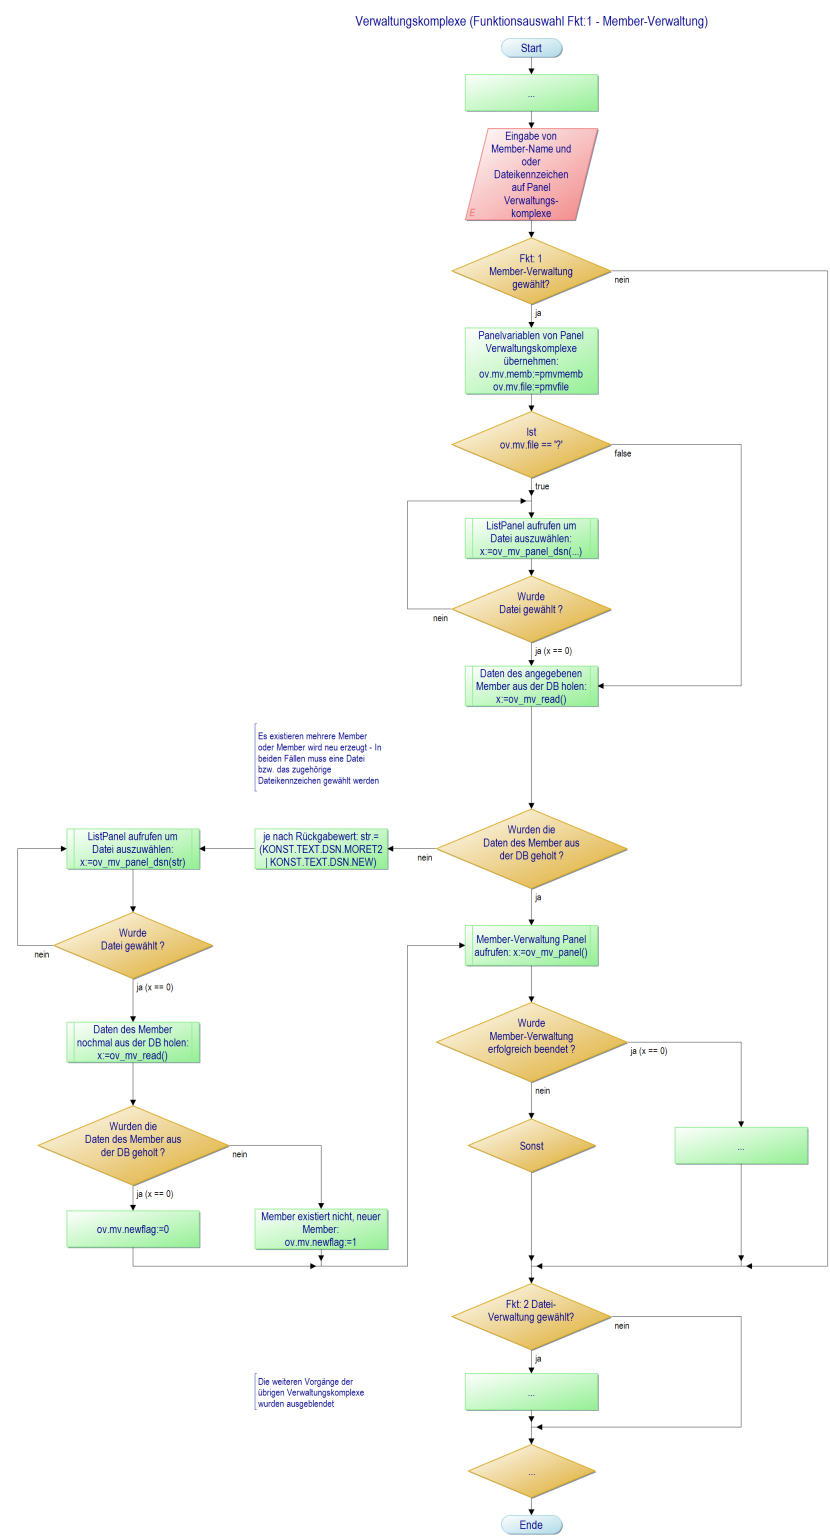 Verwaltungskomplexe (Funktionsauswahl Fkt:1 - Member-Verwaltung)
Start
...
Eingabe von
Member-Name und
oder
Dateikennzeichen
auf Panel
Verwaltungs-
komplexe
E
Fkt: 1
Member-Verwaltung
gewählt?
nein
ja
Panelvariablen von Panel
Verwaltungskomplexe
übernehmen:
ov.mv.memb:=pmvmemb
ov.mv.file:=pmvfile
Ist
ov.mv.file == '?'
false
true
ListPanel aufrufen um
Datei auszuwählen:
x:=ov_mv_panel_dsn(...)
Wurde
Datei gewählt ?
nein
ja (x == 0)
Daten des angegebenen
Member aus der DB holen:
x:=ov_mv_read()
Es existieren mehrere Member
oder Member wird neu erzeugt - In
beiden Fällen muss eine Datei
bzw. das zugehörige
Dateikennzeichen gewählt werden
Wurden die
Daten des Member aus
der DB geholt ?
nein
ja
je nach Rückgabewert: str.=
(KONST.TEXT.DSN.MORET2
| KONST.TEXT.DSN.NEW)
ListPanel aufrufen um
Datei auszuwählen:
x:=ov_mv_panel_dsn(str)
Wurde
Datei gewählt ?
nein
ja (x == 0)
Daten des Member
nochmal aus der DB holen:
x:=ov_mv_read()
Wurden die
Daten des Member aus
der DB geholt ?
nein
ja (x == 0)
ov.mv.newflag:=0
Member existiert nicht, neuer
Member:
ov.mv.newflag:=1
Member-Verwaltung Panel
aufrufen: x:=ov_mv_panel()
Wurde
Member-Verwaltung
erfolgreich beendet ?
ja (x == 0)
nein
Sonst
...
Fkt: 2 Datei-
Verwaltung gewählt?
nein
ja
Die weiteren Vorgänge der
übrigen Verwaltungskomplexe
wurden ausgeblendet
...
...
Ende